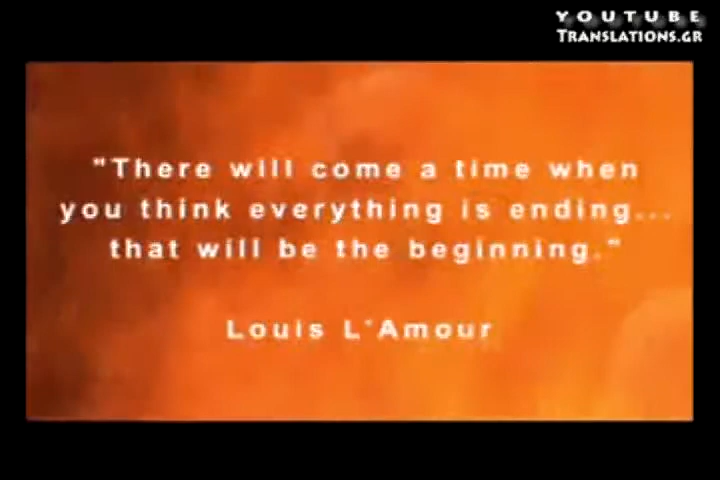 YOUTUBE
TRANSLATIONS.GR
"There will come a time when
you think everything is ending...
that will be the beginning."
Louis L'Amour